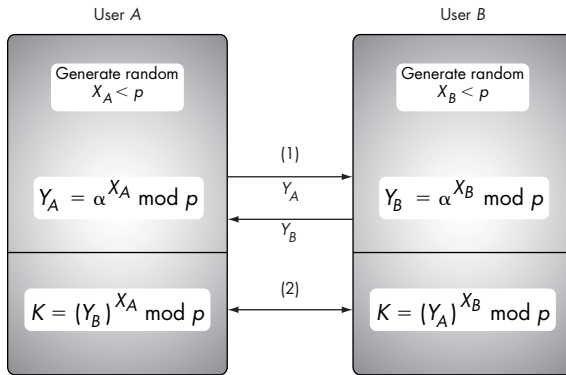 User A
User B
Generate random
X_A < p
Generate random
X_B < p
(1)
Y_A
Y_A = α^{X_A} mod p
Y_B = α^{X_B} mod p
Y_B
(2)
K = (Y_B)^{X_A} mod p
K = (Y_A)^{X_B} mod p